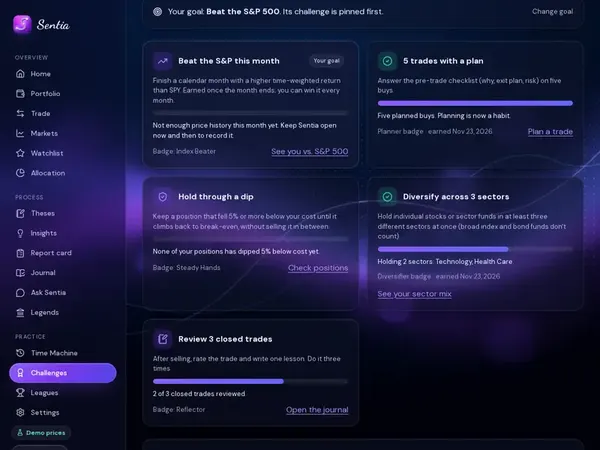 Sentia
OVERVIEW
Home
Portfolio
Trade
Markets
Watchlist
Allocation
PROCESS
Theses
Insights
Report card
Journal
Ask Sentia
Legends
PRACTICE
Time Machine
Challenges
Leagues
Settings
Demo prices
Your goal: Beat the S&P 500. Its challenge is pinned first.
Change goal
Beat the S&P this month
Your goal
Finish a calendar month with a higher time-weighted return
than SPY. Earned once the month ends; you can win it every
month.
Not enough price history this month yet. Keep Sentia open
now and then to record it.
Badge: Index Beater
See you vs. S&P 500
5 trades with a plan
Answer the pre-trade checklist (why, exit plan, risk) on five
buys.
Five planned buys. Planning is now a habit.
Planner badge · earned Nov 23, 2026
Plan a trade
Hold through a dip
Keep a position that fell 5% or more below your cost until it
climbs back to break-even, without selling it in between.
None of your positions has dipped 5% below cost yet.
Badge: Steady Hands
Check positions
Diversify across 3 sectors
Hold individual stocks or sector funds in at least three
different sectors at once (broad index and bond funds don't
count).
Holding 2 sectors: Technology, Health Care
Diversifier badge · earned Nov 23, 2026
See your sector mix
Review 3 closed trades
After selling, rate the trade and write one lesson. Do it three
times.
2 of 3 closed trades reviewed
Badge: Reflector
Open the journal